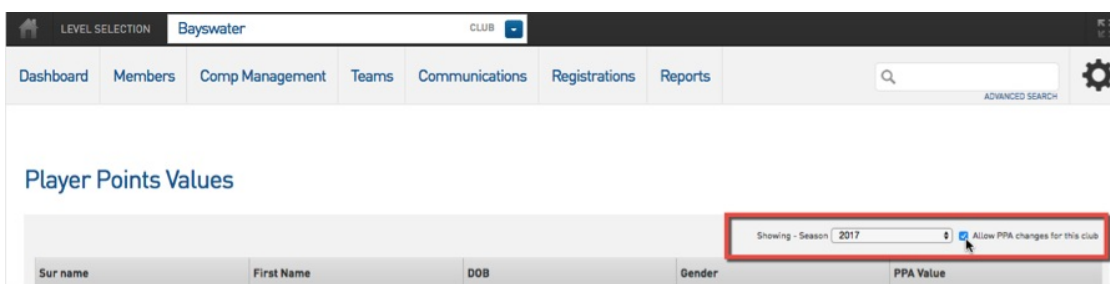 LEVEL SELECTION Bayswater CLUB
Dashboard Members Comp Management Teams Communications Registrations Reports
ADVANCED SEARCH
Player Points Values
Showing - Season 2017 Allow PPA changes for this club
Sur name First Name DOB Gender PPA Value